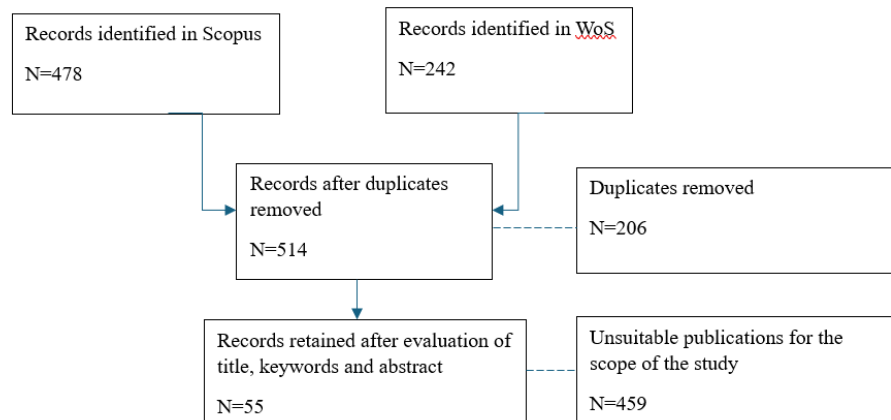 Records identified in Scopus
N=478
Records identified in WoS
N=242
Records after duplicates
removed
N=514
Duplicates removed
N=206
Records retained after evaluation of
title, keywords and abstract
N=55
Unsuitable publications for the
scope of the study
N=459